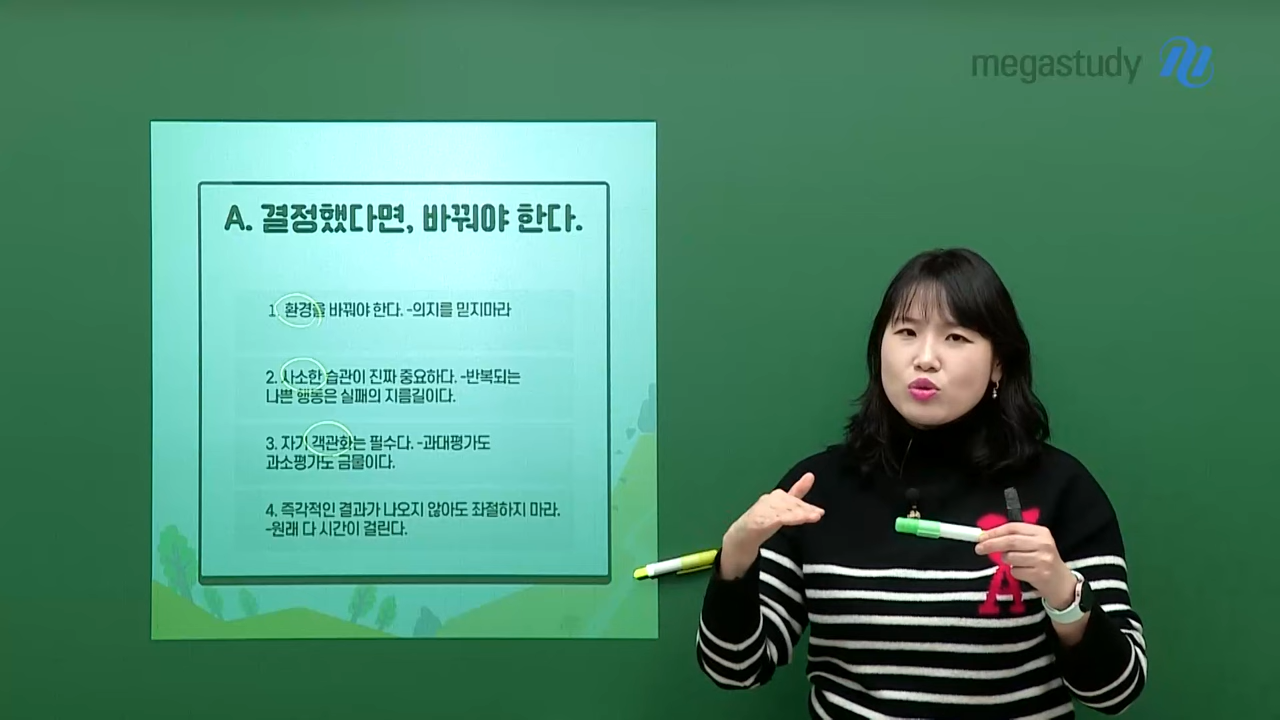 megastudy
A. 결정했다면, 바꿔야 한다.
1. 환경을 바꿔야 한다. -의지를 믿지마라
2. 사소한 습관이 진짜 중요하다. -반복되는
나쁜 행동은 실패의 지름길이다.
3. 자기 객관화는 필수다. -과대평가도
과소평가도 금물이다.
4. 즉각적인 결과가 나오지 않아도 좌절하지 마라.
-원래 다 시간이 걸린다.